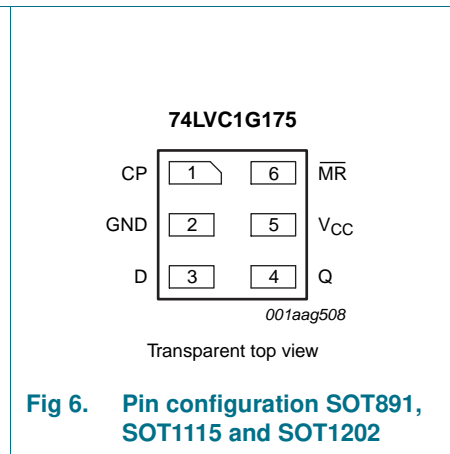 74LVC1G175
CP 1 6 M̅R̅
GND 2 5 VCC
D 3 4 Q
001aag508
Transparent top view
Fig 6. Pin configuration SOT891,
SOT1115 and SOT1202